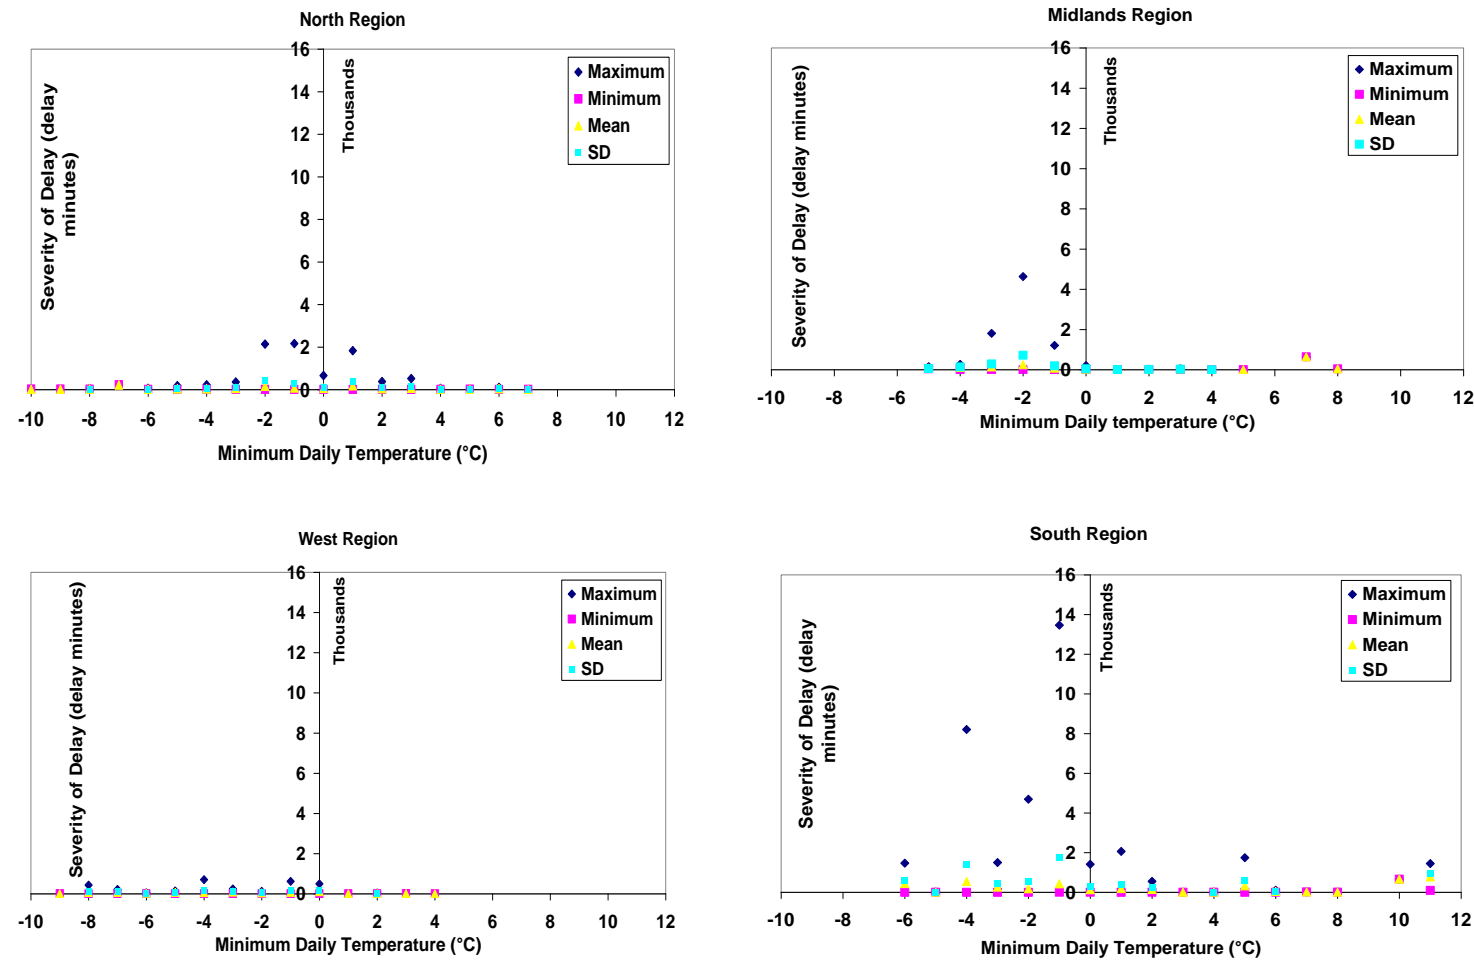 North Region
Severity of Delay (delay
minutes)
Thousands
16
14
12
10
8
6
4
2
0
Maximum
Minimum
Mean
SD
-10 -8 -6 -4 -2 0 2 4 6 8 10 12
Minimum Daily Temperature (°C)
Midlands Region
Severity of Delay (delay minutes)
Thousands
16
14
12
10
8
6
4
2
0
Maximum
Minimum
Mean
SD
-10 -8 -6 -4 -2 0 2 4 6 8 10 12
Minimum Daily temperature (°C)
West Region
Severity of Delay (delay minutes)
Thousands
16
14
12
10
8
6
4
2
0
Maximum
Minimum
Mean
SD
-10 -8 -6 -4 -2 0 2 4 6 8 10 12
Minimum Daily Temperature (°C)
South Region
Severity of Delay (delay
minutes)
Thousands
16
14
12
10
8
6
4
2
0
Maximum
Minimum
Mean
SD
-6 -4 -2 0 2 4 6 8 10 12
Minimum Daily Temperature (°C)